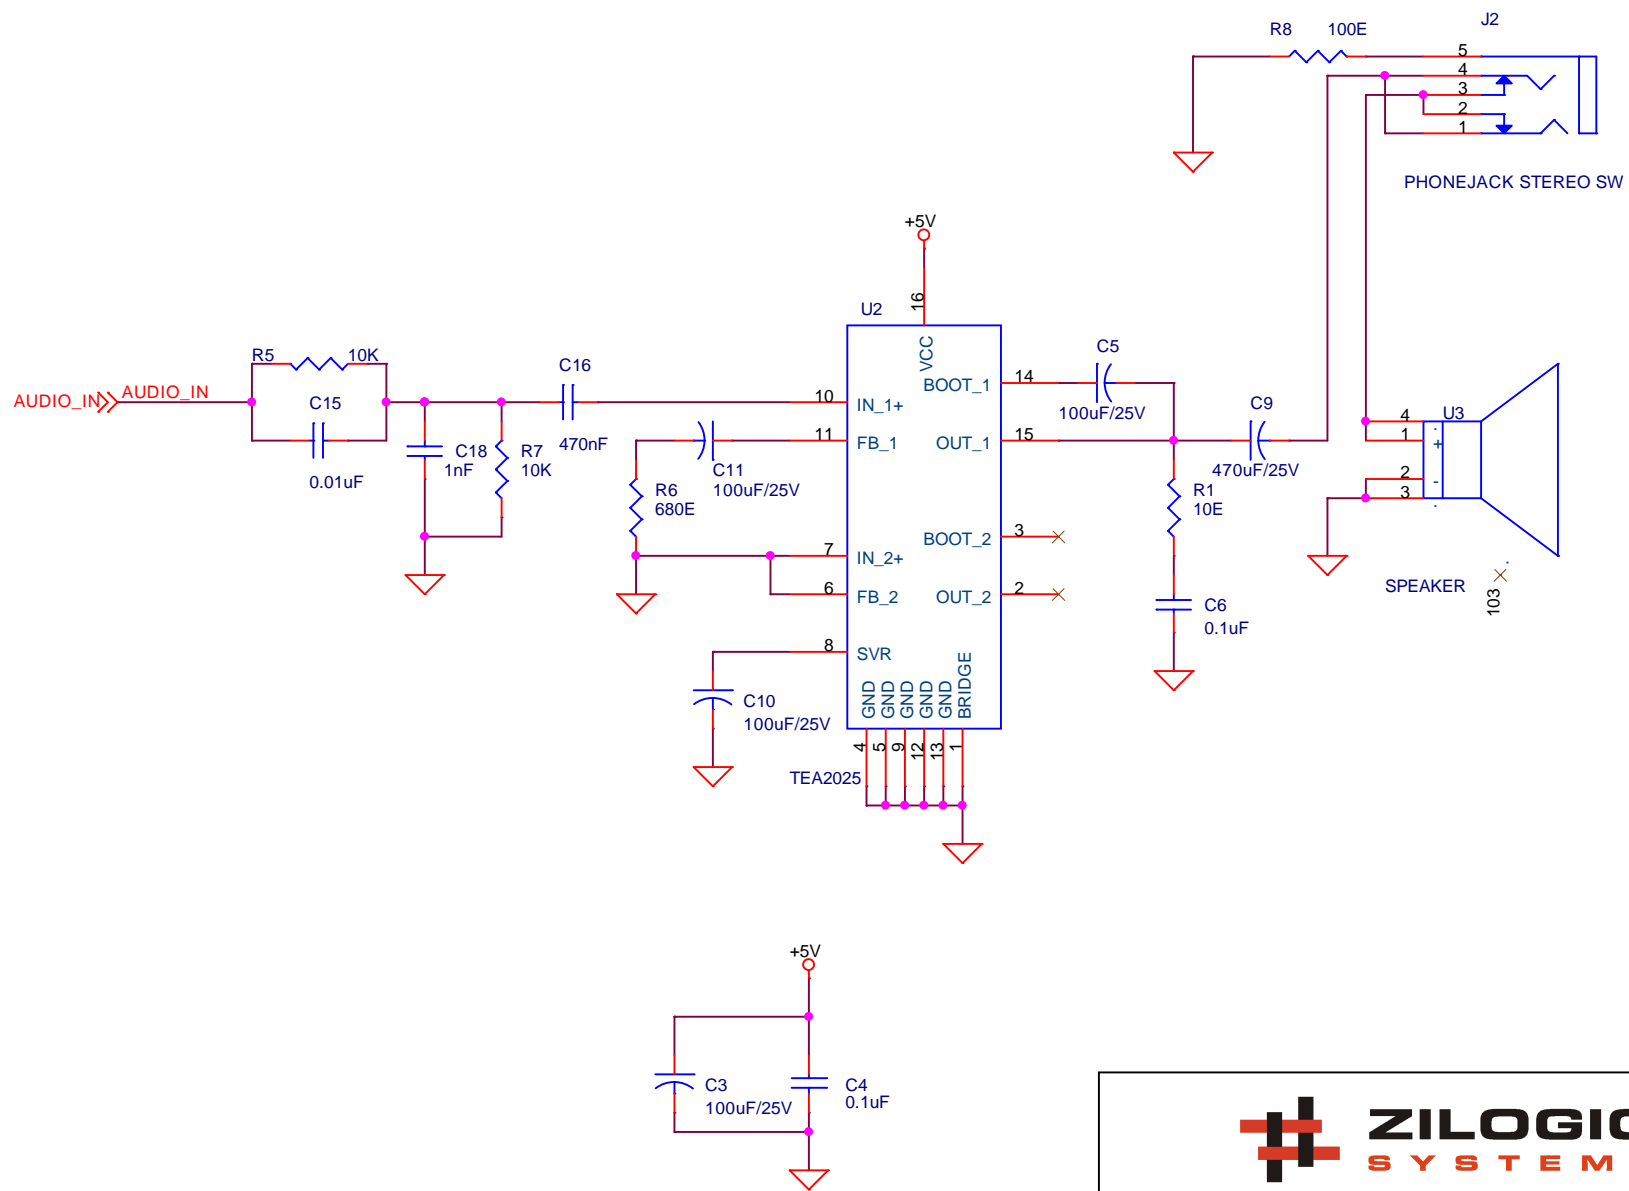 J2
R8 100E
5
4
3
2
1
PHONEJACK STEREO SW
+5V
16
U2
VCC
R5 10K
C16
C5
AUDIO_IN AUDIO_IN
C15
10 IN_1+
BOOT_1 14
100uF/25V
C9
U3
470nF
11 FB_1
OUT_1 15
4
1
+
C18
1nF
R7
10K
C11
100uF/25V
470uF/25V
2
-
3
0.01uF
R6
680E
R1
10E
BOOT_2 3
7 IN_2+
SPEAKER
103
6 FB_2
OUT_2 2
C6
0.1uF
8 SVR
C10
100uF/25V
GND GND GND GND GND BRIDGE
4 5 9 12 13 1
TEA2025
+5V
C3
100uF/25V
C4
0.1uF
ZILOGIC
SYSTEM